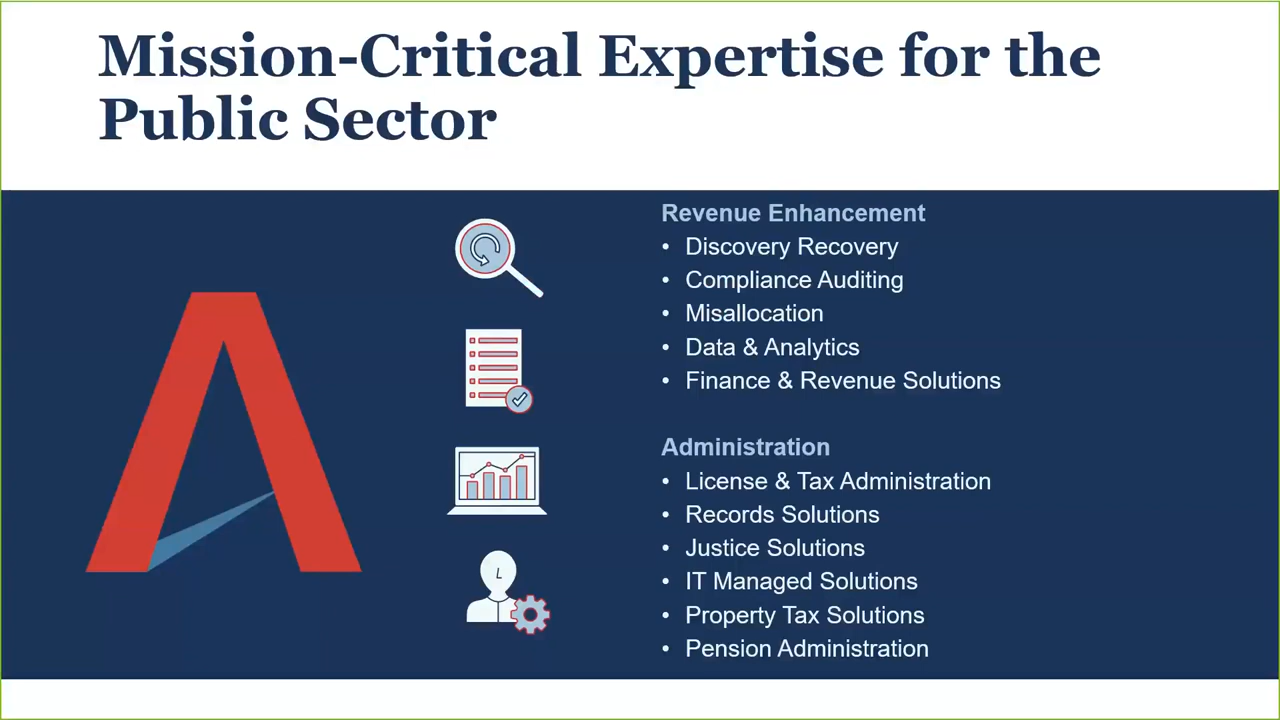 Mission-Critical Expertise for the
Public Sector
Revenue Enhancement
• Discovery Recovery
• Compliance Auditing
• Misallocation
• Data & Analytics
• Finance & Revenue Solutions
Administration
• License & Tax Administration
• Records Solutions
• Justice Solutions
• IT Managed Solutions
• Property Tax Solutions
• Pension Administration